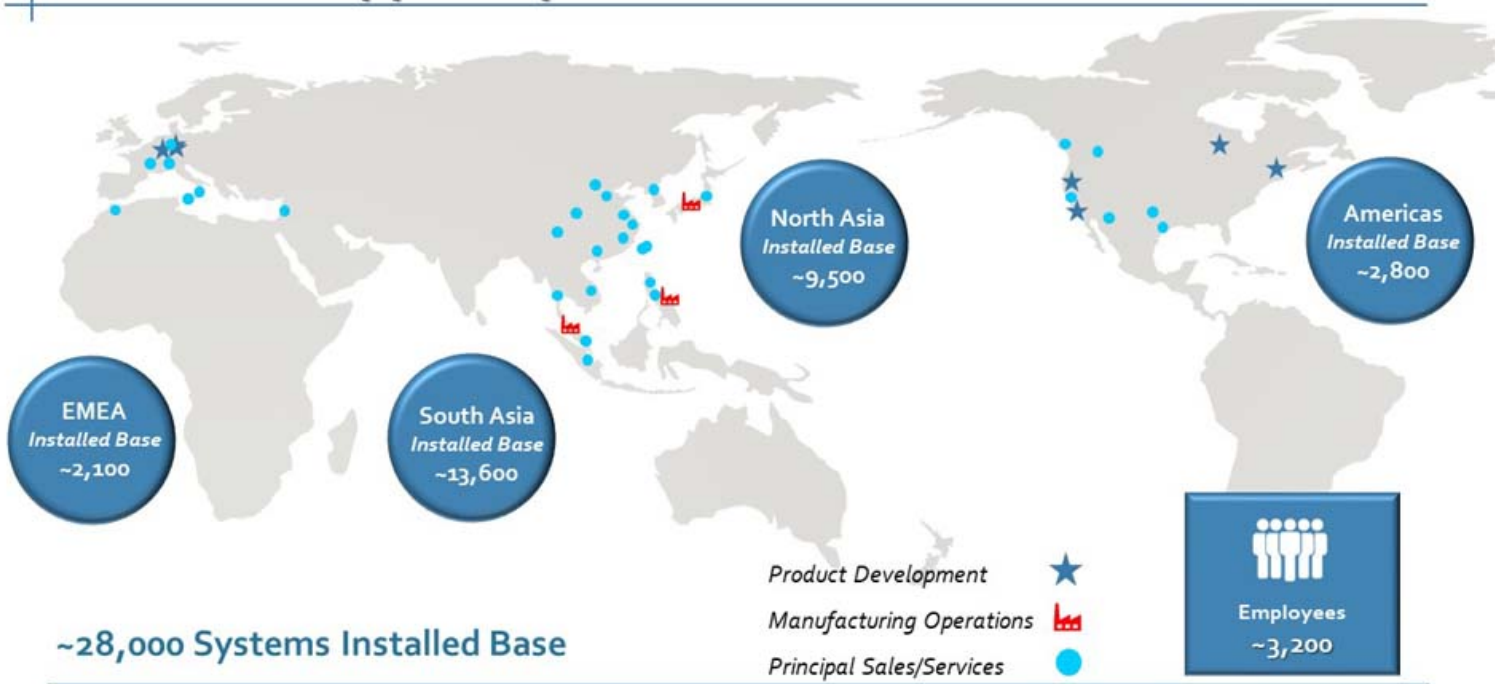 North Asia
Installed Base
~9,500
Americas
Installed Base
~2,800
EMEA
Installed Base
~2,100
South Asia
Installed Base
~13,600
Product Development
Manufacturing Operations
Principal Sales/Services
Employees
~3,200
~28,000 Systems Installed Base